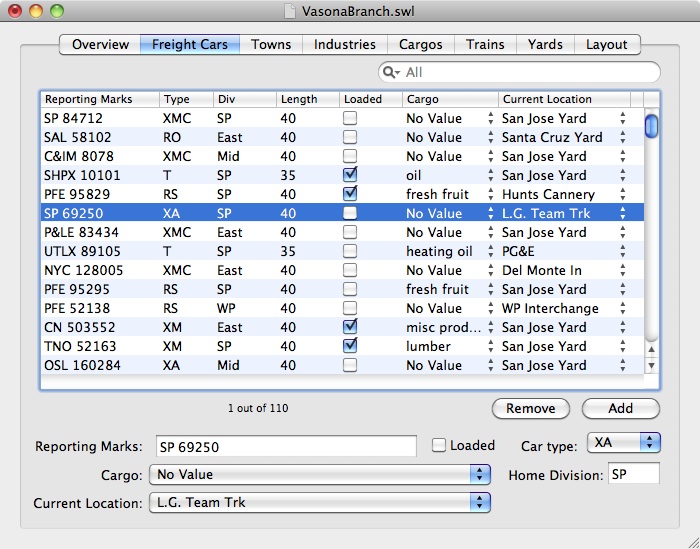 VasonaBranch.swl
Overview Freight Cars Towns Industries Cargos Trains Yards Layout
All
Reporting Marks Type Div Length Loaded Cargo Current Location
SP 84712 XMC SP 40 No Value San Jose Yard
SAL 58102 RO East 40 No Value Santa Cruz Yard
C&IM 8078 XMC Mid 40 No Value San Jose Yard
SHPX 10101 T SP 35 oil San Jose Yard
PFE 95829 RS SP 40 fresh fruit Hunts Cannery
SP 69250 XA SP 40 No Value L.G. Team Trk
P&LE 83434 XMC East 40 No Value San Jose Yard
UTLX 89105 T SP 35 heating oil PG&E
NYC 128005 XMC East 40 No Value Del Monte In
PFE 95295 RS SP 40 fresh fruit San Jose Yard
PFE 52138 RS WP 40 No Value WP Interchange
CN 503552 XM East 40 misc prod... San Jose Yard
TNO 52163 XM SP 40 lumber San Jose Yard
OSL 160284 XA Mid 40 No Value San Jose Yard
1 out of 110 Remove Add
Reporting Marks: SP 69250 Loaded Car type: XA
Cargo: No Value Home Division: SP
Current Location: L.G. Team Trk